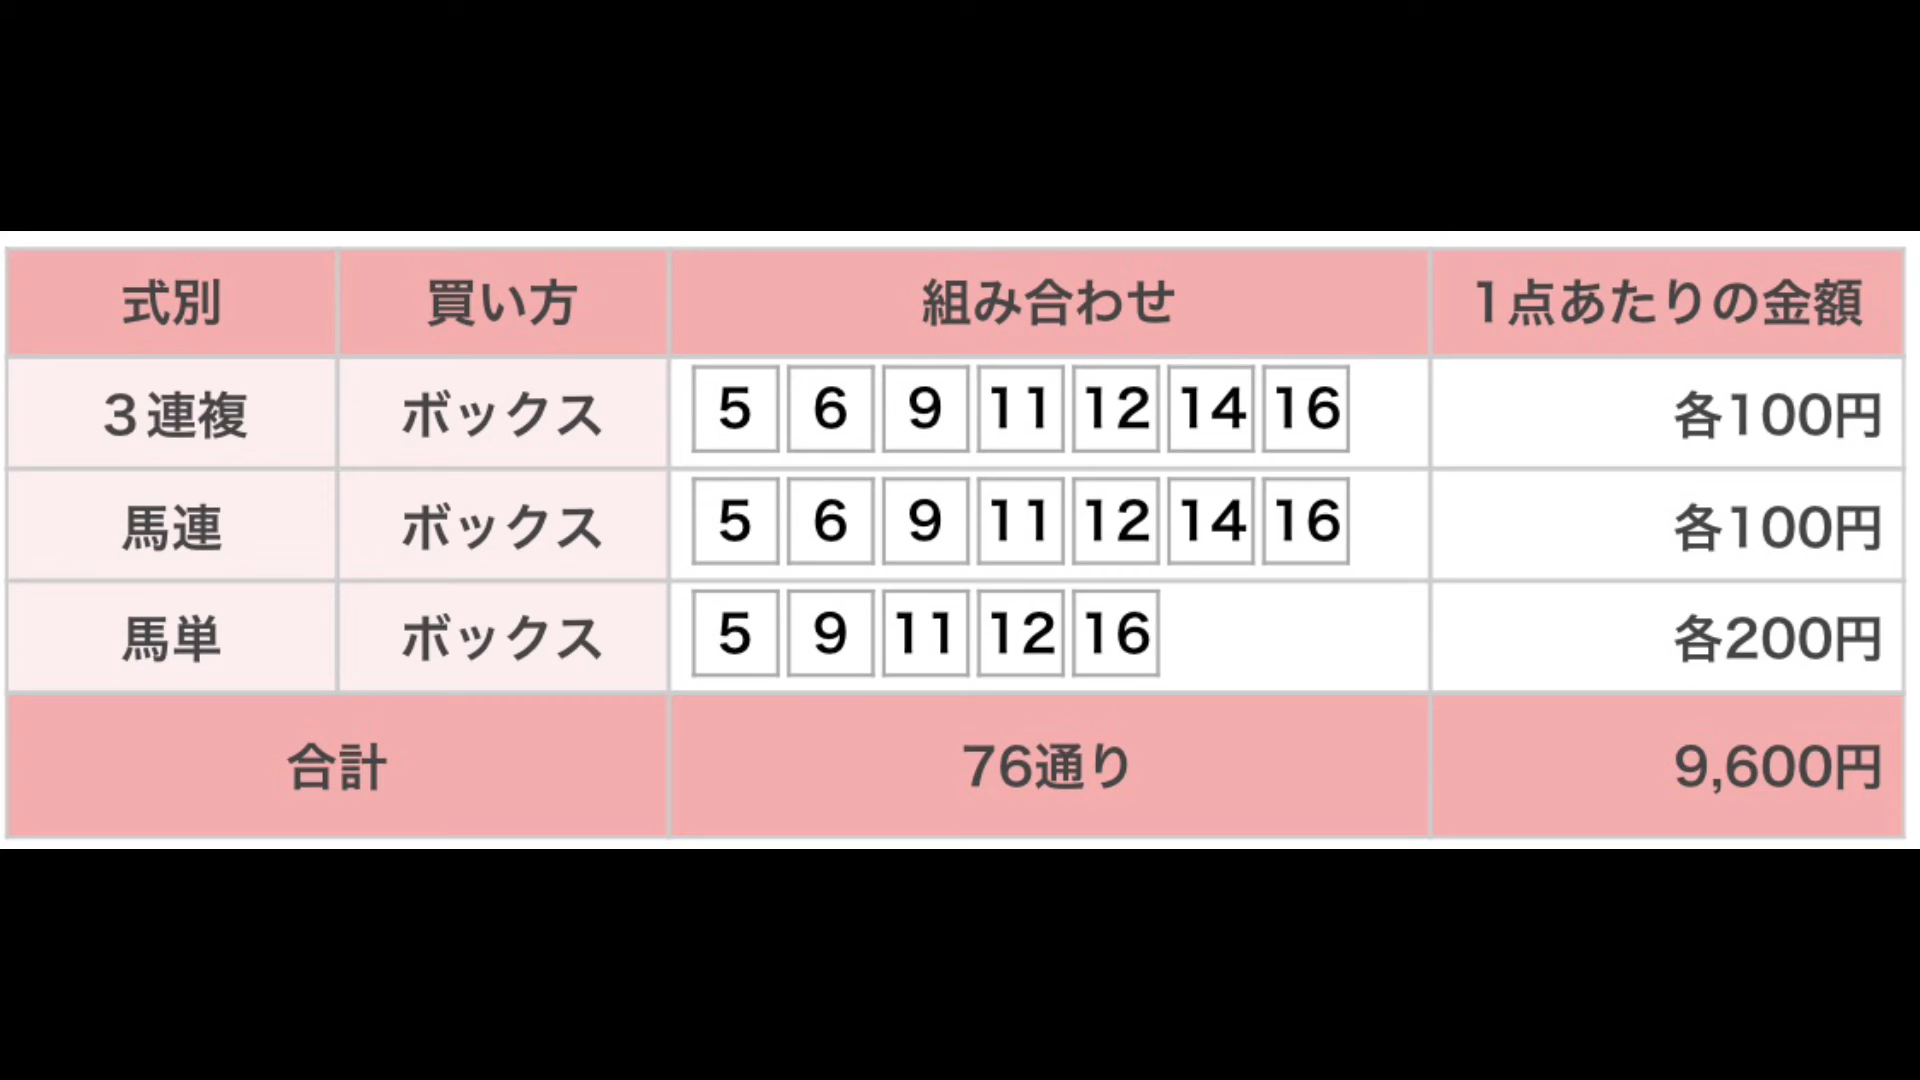 式別 買い方 組み合わせ 1点あたりの金額
3連複 ボックス 5 6 9 11 12 14 16 各100円
馬連 ボックス 5 6 9 11 12 14 16 各100円
馬単 ボックス 5 9 11 12 16 各200円
合計 76通り 9,600円